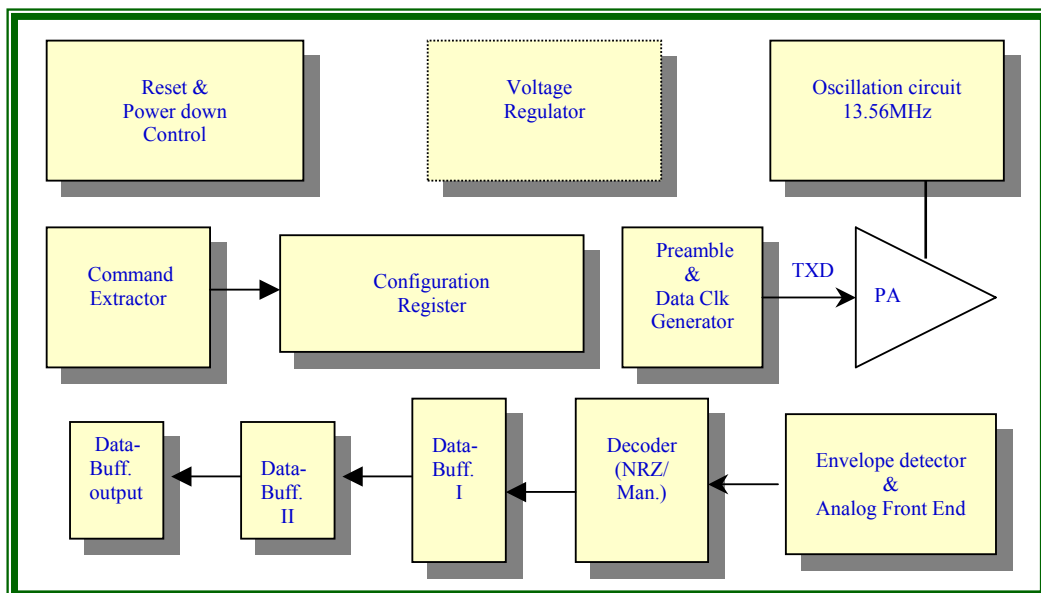 Reset &
Power down
Control
Voltage
Regulator
Oscillation circuit
13.56MHz
Command
Extractor
Configuration
Register
Preamble
&
Data Clk
Generator
TXD
PA
Data-
Buff.
output
Data-
Buff.
II
Data-
Buff.
I
Decoder
(NRZ/
Man.)
Envelope detector
&
Analog Front End